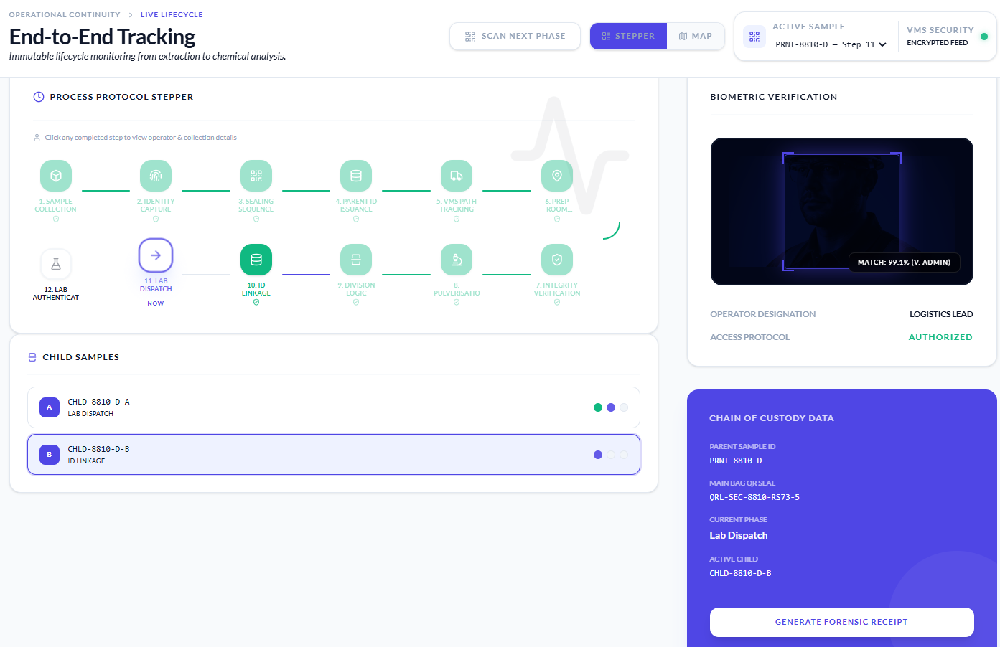 OPERATIONAL CONTINUITY > LIVE LIFECYCLE
End-to-End Tracking
Immutable lifecycle monitoring from extraction to chemical analysis.
SCAN NEXT PHASE
STEPPER
MAP
ACTIVE SAMPLE
PRNT-8810-D — Step 11
VMS SECURITY
ENCRYPTED FEED
PROCESS PROTOCOL STEPPER
Click any completed step to view operator & collection details
1. SAMPLE
COLLECTION
2. IDENTITY
CAPTURE
3. SEALING
SEQUENCE
4. PARENT ID
ISSUANCE
5. VMS PATH
TRACKING
6. PREP
ROOM...
12. LAB
AUTHENTICAT
11. LAB
DISPATCH
NOW
10. ID
LINKAGE
9. DIVISION
LOGIC
8.
PULVERISATIO
7. INTEGRITY
VERIFICATION
CHILD SAMPLES
A
CHLD-8810-D-A
LAB DISPATCH
B
CHLD-8810-D-B
ID LINKAGE
BIOMETRIC VERIFICATION
MATCH: 99.1% (V. ADMIN)
OPERATOR DESIGNATION
LOGISTICS LEAD
ACCESS PROTOCOL
AUTHORIZED
CHAIN OF CUSTODY DATA
PARENT SAMPLE ID
PRNT-8810-D
MAIN BAG QR SEAL
QRL-SEC-8810-RS73-5
CURRENT PHASE
Lab Dispatch
ACTIVE CHILD
CHLD-8810-D-B
GENERATE FORENSIC RECEIPT